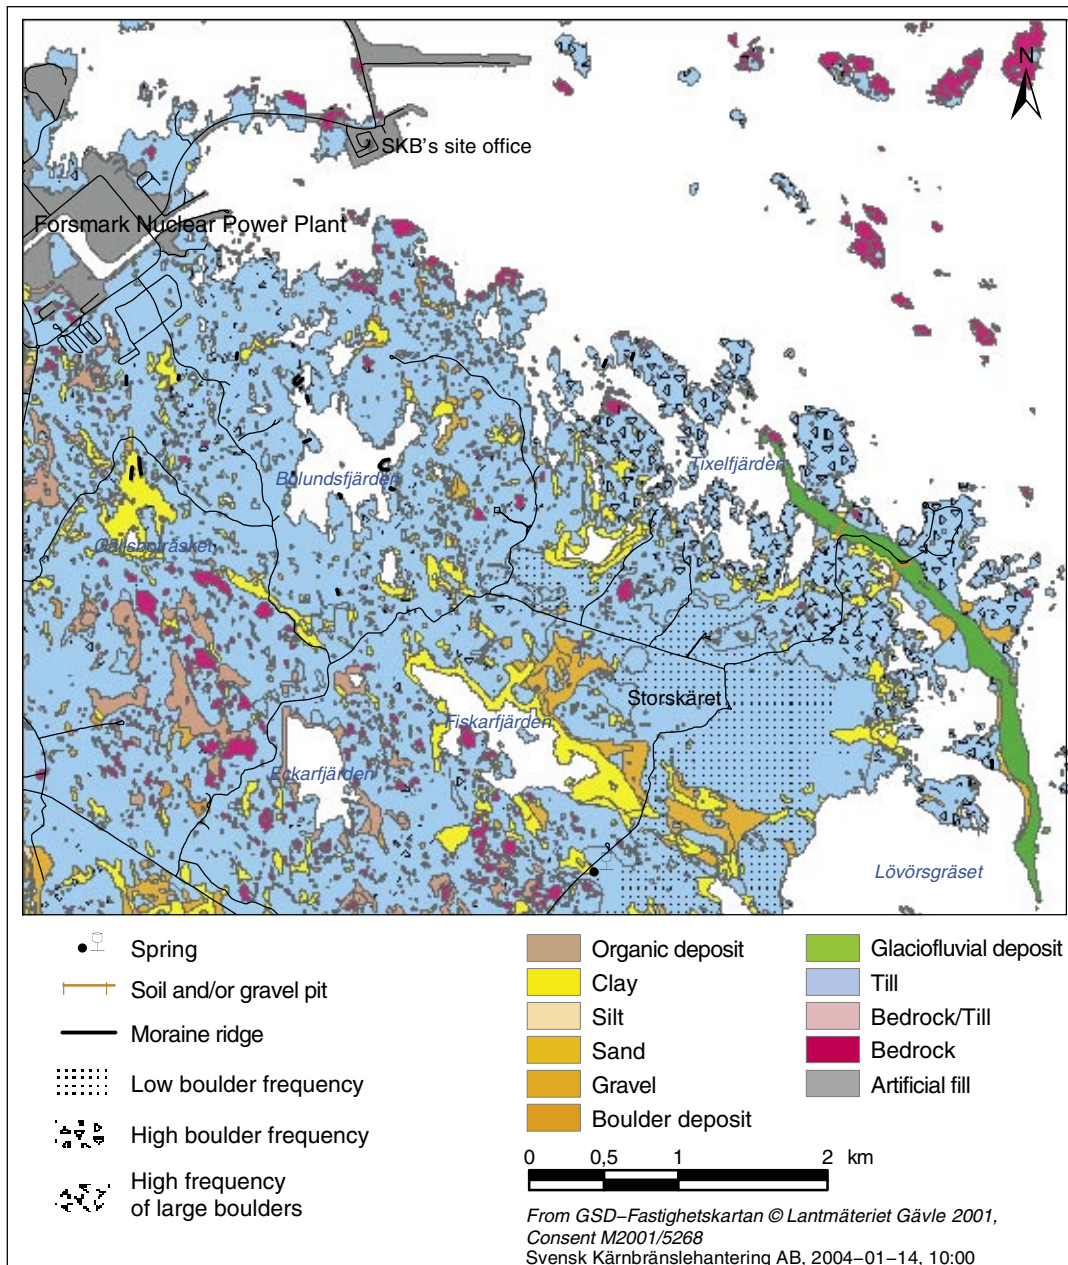 N
SKB's site office
Forsmark Nuclear Power Plant
Tixelfjärden
Bolundsfjärden
Gällsboträsket
Storskäret
Fiskarfjärden
Eckarfjärden
Lövörsgräset
Spring
Soil and/or gravel pit
Moraine ridge
Low boulder frequency
High boulder frequency
High frequency
of large boulders
Organic deposit
Clay
Silt
Sand
Gravel
Boulder deposit
Glaciofluvial deposit
Till
Bedrock/Till
Bedrock
Artificial fill
0 0,5 1 2 km
From GSD–Fastighetskartan © Lantmäteriet Gävle 2001,
Consent M2001/5268
Svensk Kärnbränslehantering AB, 2004–01–14, 10:00